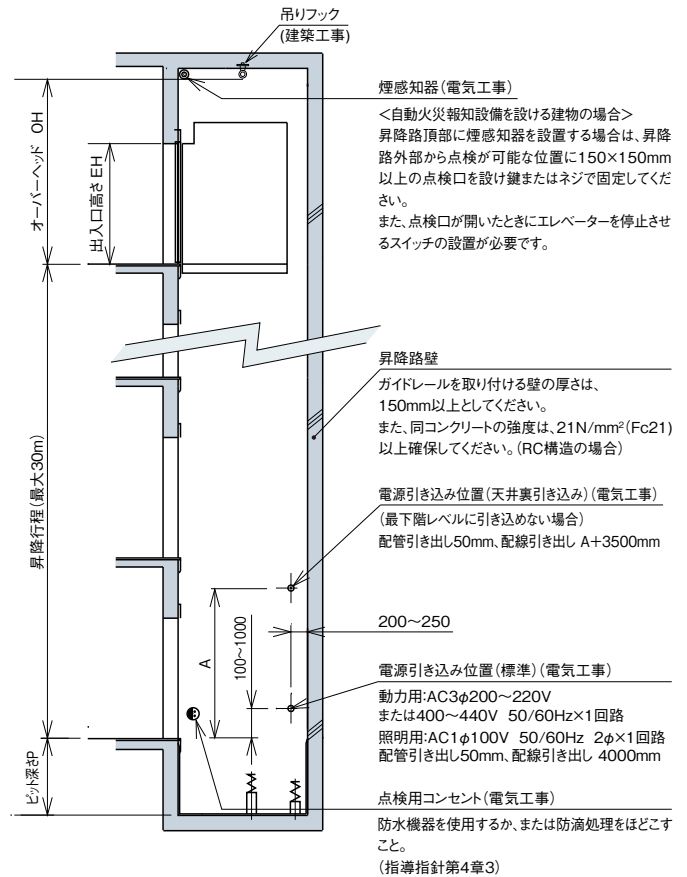 吊りフック
(建築工事)
オーバーヘッド OH
出入口高さ EH
煙感知器(電気工事)
<自動火災報知設備を設ける建物の場合>
昇降路頂部に煙感知器を設置する場合は、昇降
路外部から点検が可能な位置に150×150mm
以上の点検口を設け鍵またはネジで固定してくだ
さい。
また、点検口が開いたときにエレベーターを停止させ
るスイッチの設置が必要です。
昇降路壁
ガイドレールを取り付ける壁の厚さは、
150mm以上としてください。
また、同コンクリートの強度は、21N/mm²(Fc21)
以上確保してください。(RC構造の場合)
昇降行程(最大30m)
電源引き込み位置(天井裏引き込み)(電気工事)
(最下階レベルに引き込めない場合)
配管引き出し50mm、配線引き出し A+3500mm
A
100〜1000
200〜250
電源引き込み位置(標準)(電気工事)
動力用:AC3φ200〜220V
または400〜440V 50/60Hz×1回路
照明用:AC1φ100V 50/60Hz 2φ×1回路
配管引き出し50mm、配線引き出し 4000mm
ピット深さP
点検用コンセント(電気工事)
防水機器を使用するか、または防滴処理をほどこす
こと。
(指導指針第4章3)